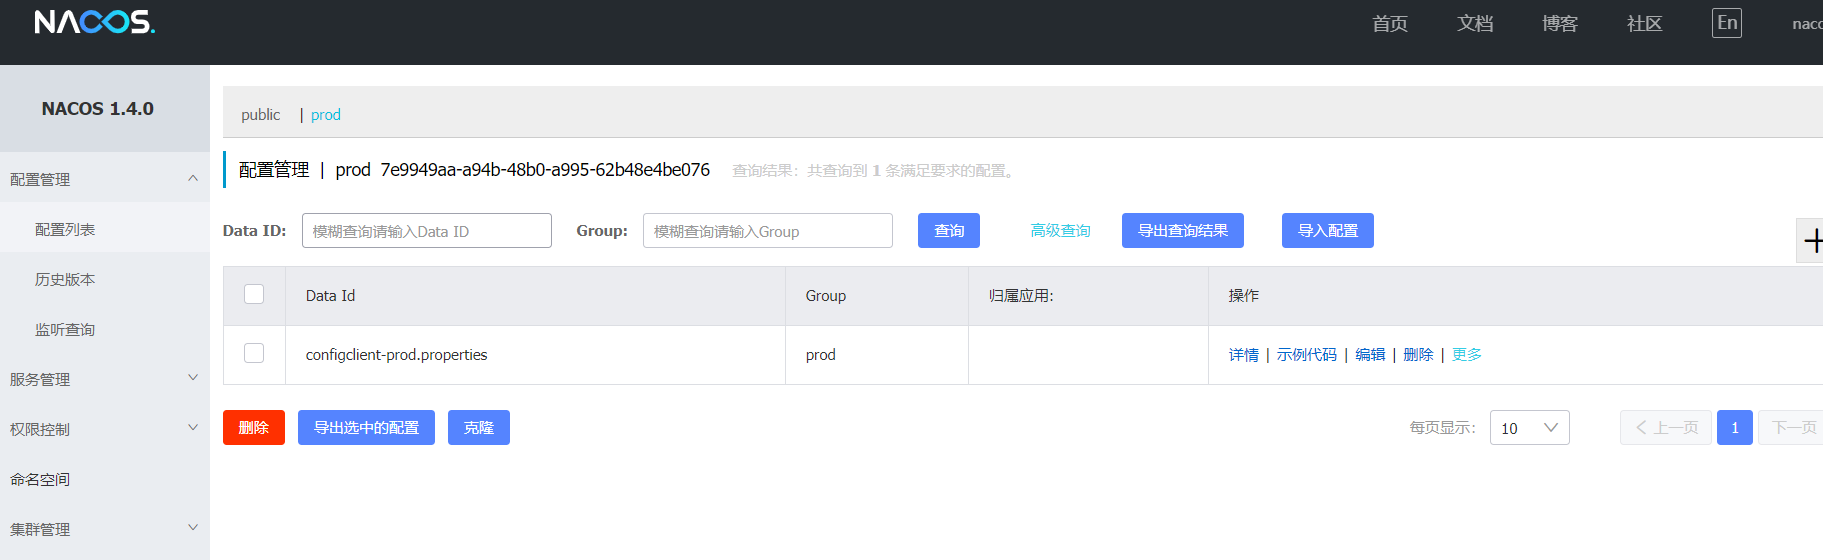 NACOS.
首页 文档 博客 社区 En naco
NACOS 1.4.0
配置管理
配置列表
历史版本
监听查询
服务管理
权限控制
命名空间
集群管理
public | prod
配置管理 | prod 7e9949aa-a94b-48b0-a995-62b48e4be076 查询结果：共查询到 1 条满足要求的配置。
Data ID: 模糊查询请输入Data ID Group: 模糊查询请输入Group 查询 高级查询 导出查询结果 导入配置
Data Id Group 归属应用: 操作
configclient-prod.properties prod 详情 | 示例代码 | 编辑 | 删除 | 更多
删除 导出选中的配置 克隆 每页显示： 10 上一页 1 下一页